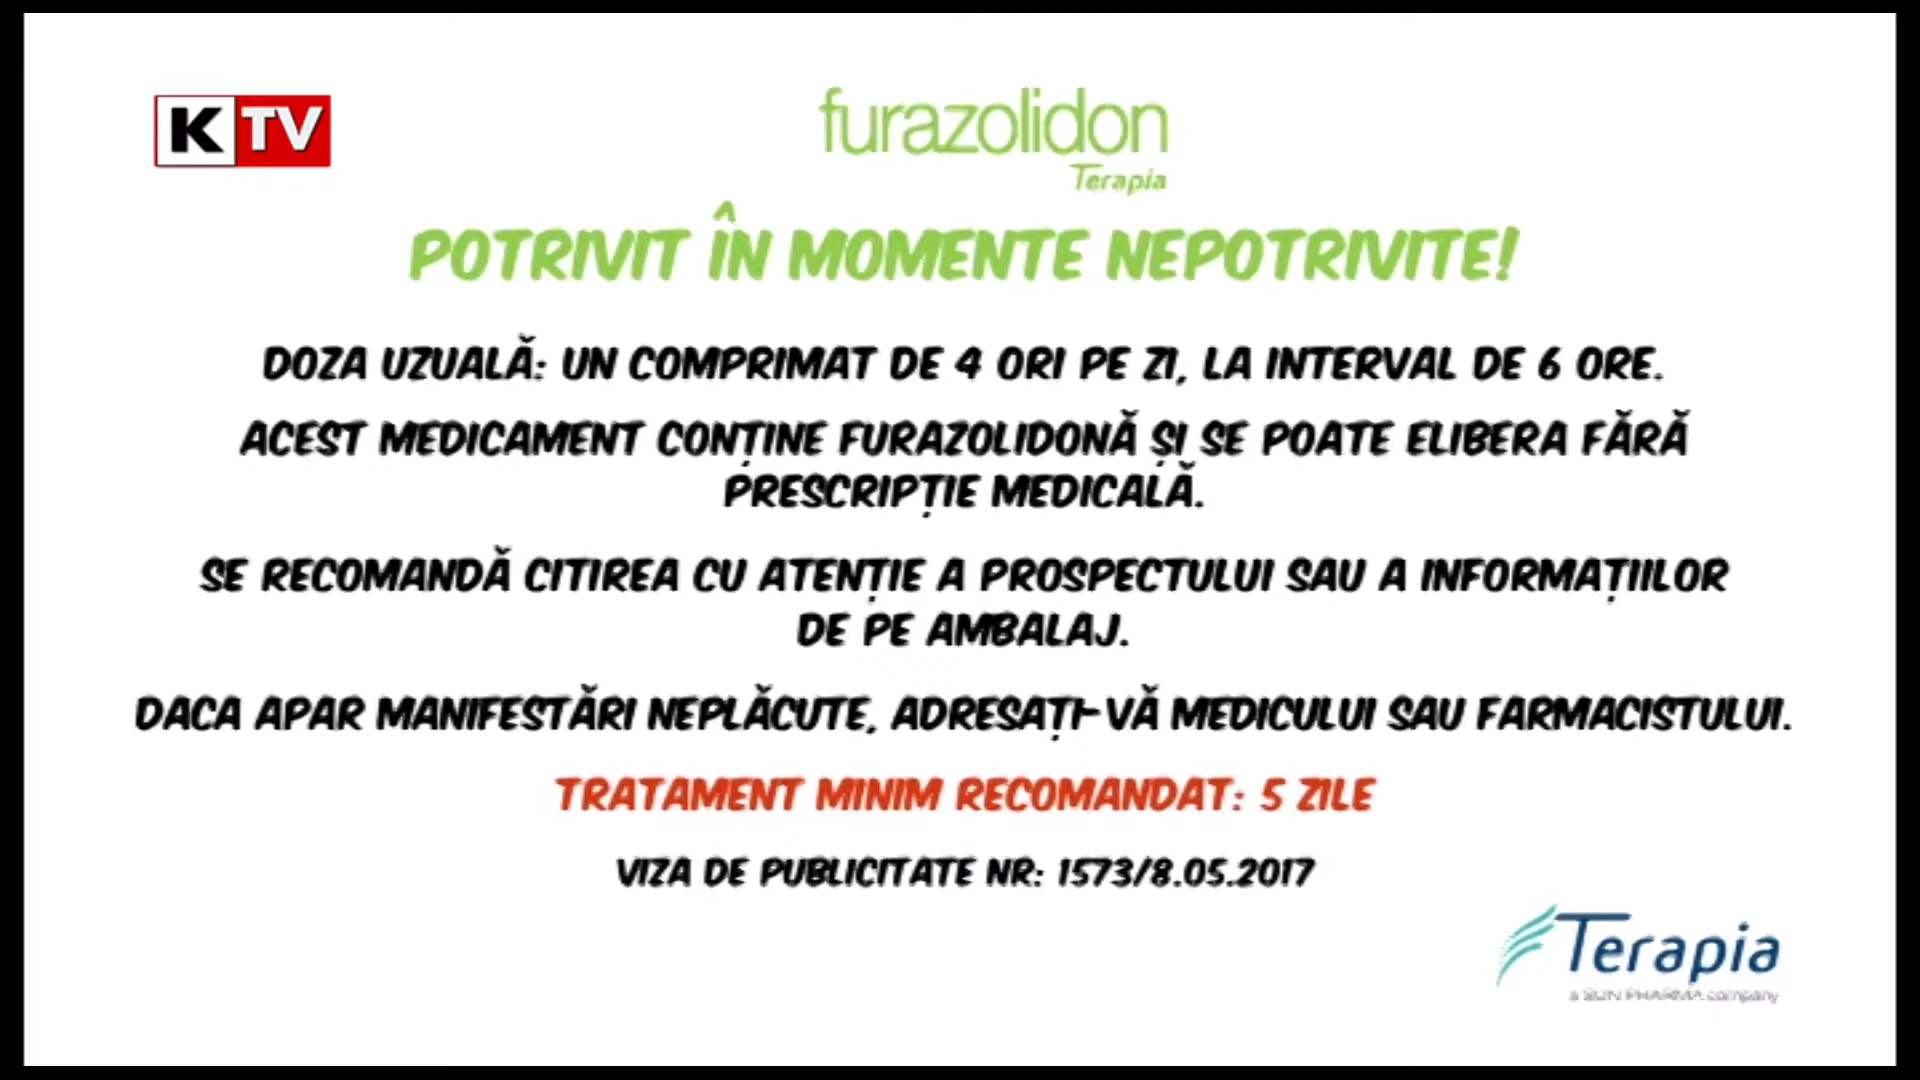 K TV
furazolidon
Terapia
POTRIVIT ÎN MOMENTE NEPOTRIVITE!
DOZA UZUALĂ: UN COMPRIMAT DE 4 ORI PE ZI, LA INTERVAL DE 6 ORE.
ACEST MEDICAMENT CONȚINE FURAZOLIDONĂ ȘI SE POATE ELIBERA FĂRĂ
PRESCRIPȚIE MEDICALĂ.
SE RECOMANDĂ CITIREA CU ATENȚIE A PROSPECTULUI SAU A INFORMAȚIILOR
DE PE AMBALAJ.
DACA APAR MANIFESTĂRI NEPLĂCUTE, ADRESAȚI-VĂ MEDICULUI SAU FARMACISTULUI.
TRATAMENT MINIM RECOMANDAT: 5 ZILE
VIZA DE PUBLICITATE NR: 1573/8.05.2017
Terapia
a SUN PHARMA company